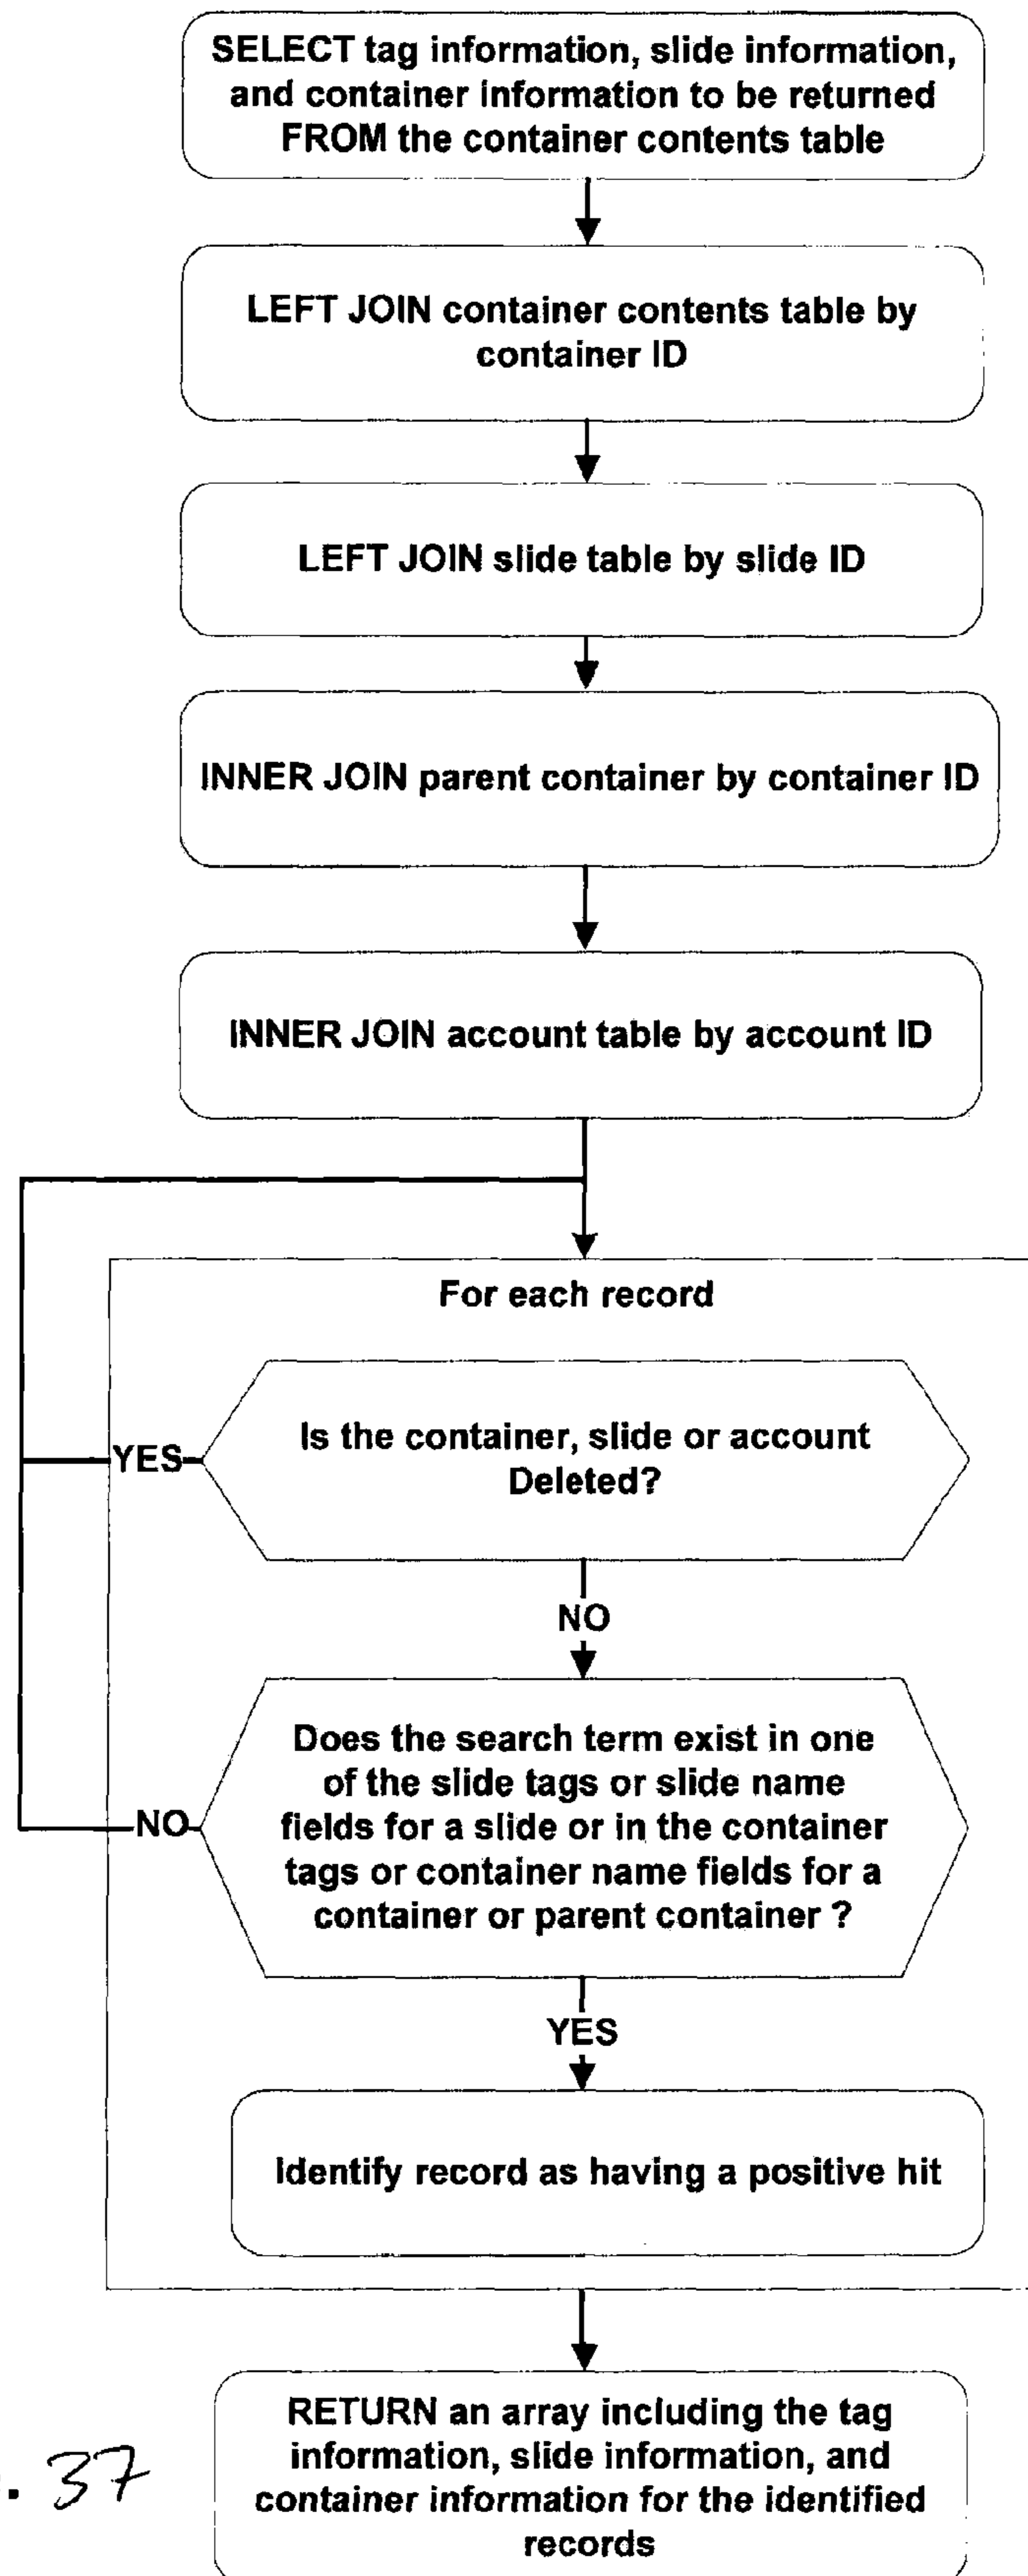 SELECT tag information, slide information,
and container information to be returned
FROM the container contents table
LEFT JOIN container contents table by
container ID
LEFT JOIN slide table by slide ID
INNER JOIN parent container by container ID
INNER JOIN account table by account ID
For each record
Is the container, slide or account
Deleted?
YES
NO
Does the search term exist in one
of the slide tags or slide name
fields for a slide or in the container
tags or container name fields for a
container or parent container ?
NO
YES
Identify record as having a positive hit
RETURN an array including the tag
information, slide information, and
container information for the identified
records
. 37